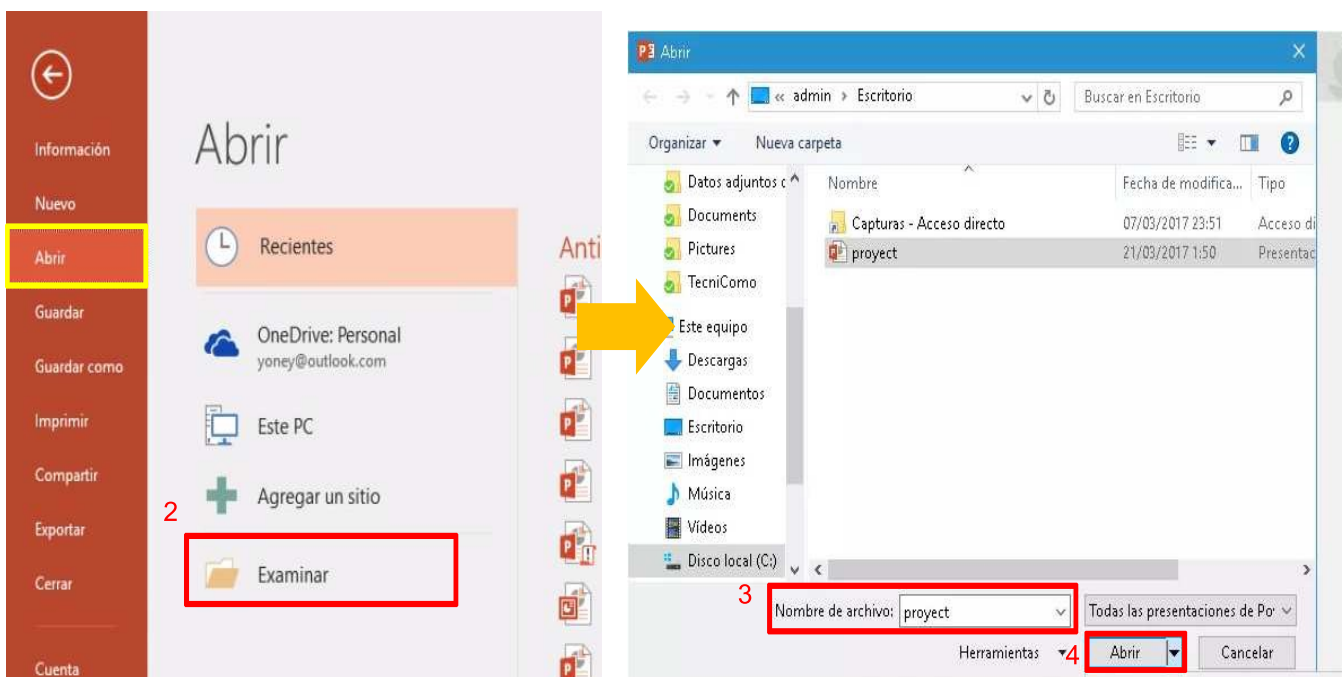 Información
Nuevo
Abrir
Guardar
Guardar como
Imprimir
Compartir
Exportar
Cerrar
Cuenta
Abrir
Recientes
OneDrive: Personal
yoney@outlook.com
Este PC
Agregar un sitio
2
Examinar
Anti
Abrir
« admin › Escritorio
Buscar en Escritorio
Organizar
Nueva carpeta
Datos adjuntos c
Documents
Pictures
TecniComo
Este equipo
Descargas
Documentos
Escritorio
Imágenes
Música
Vídeos
Disco local (C:)
Nombre Fecha de modifica... Tipo
Capturas - Acceso directo 07/03/2017 23:51 Acceso di
proyect 21/03/2017 1:50 Presentac
3
Nombre de archivo: proyect
Todas las presentaciones de Po
Herramientas
4
Abrir
Cancelar